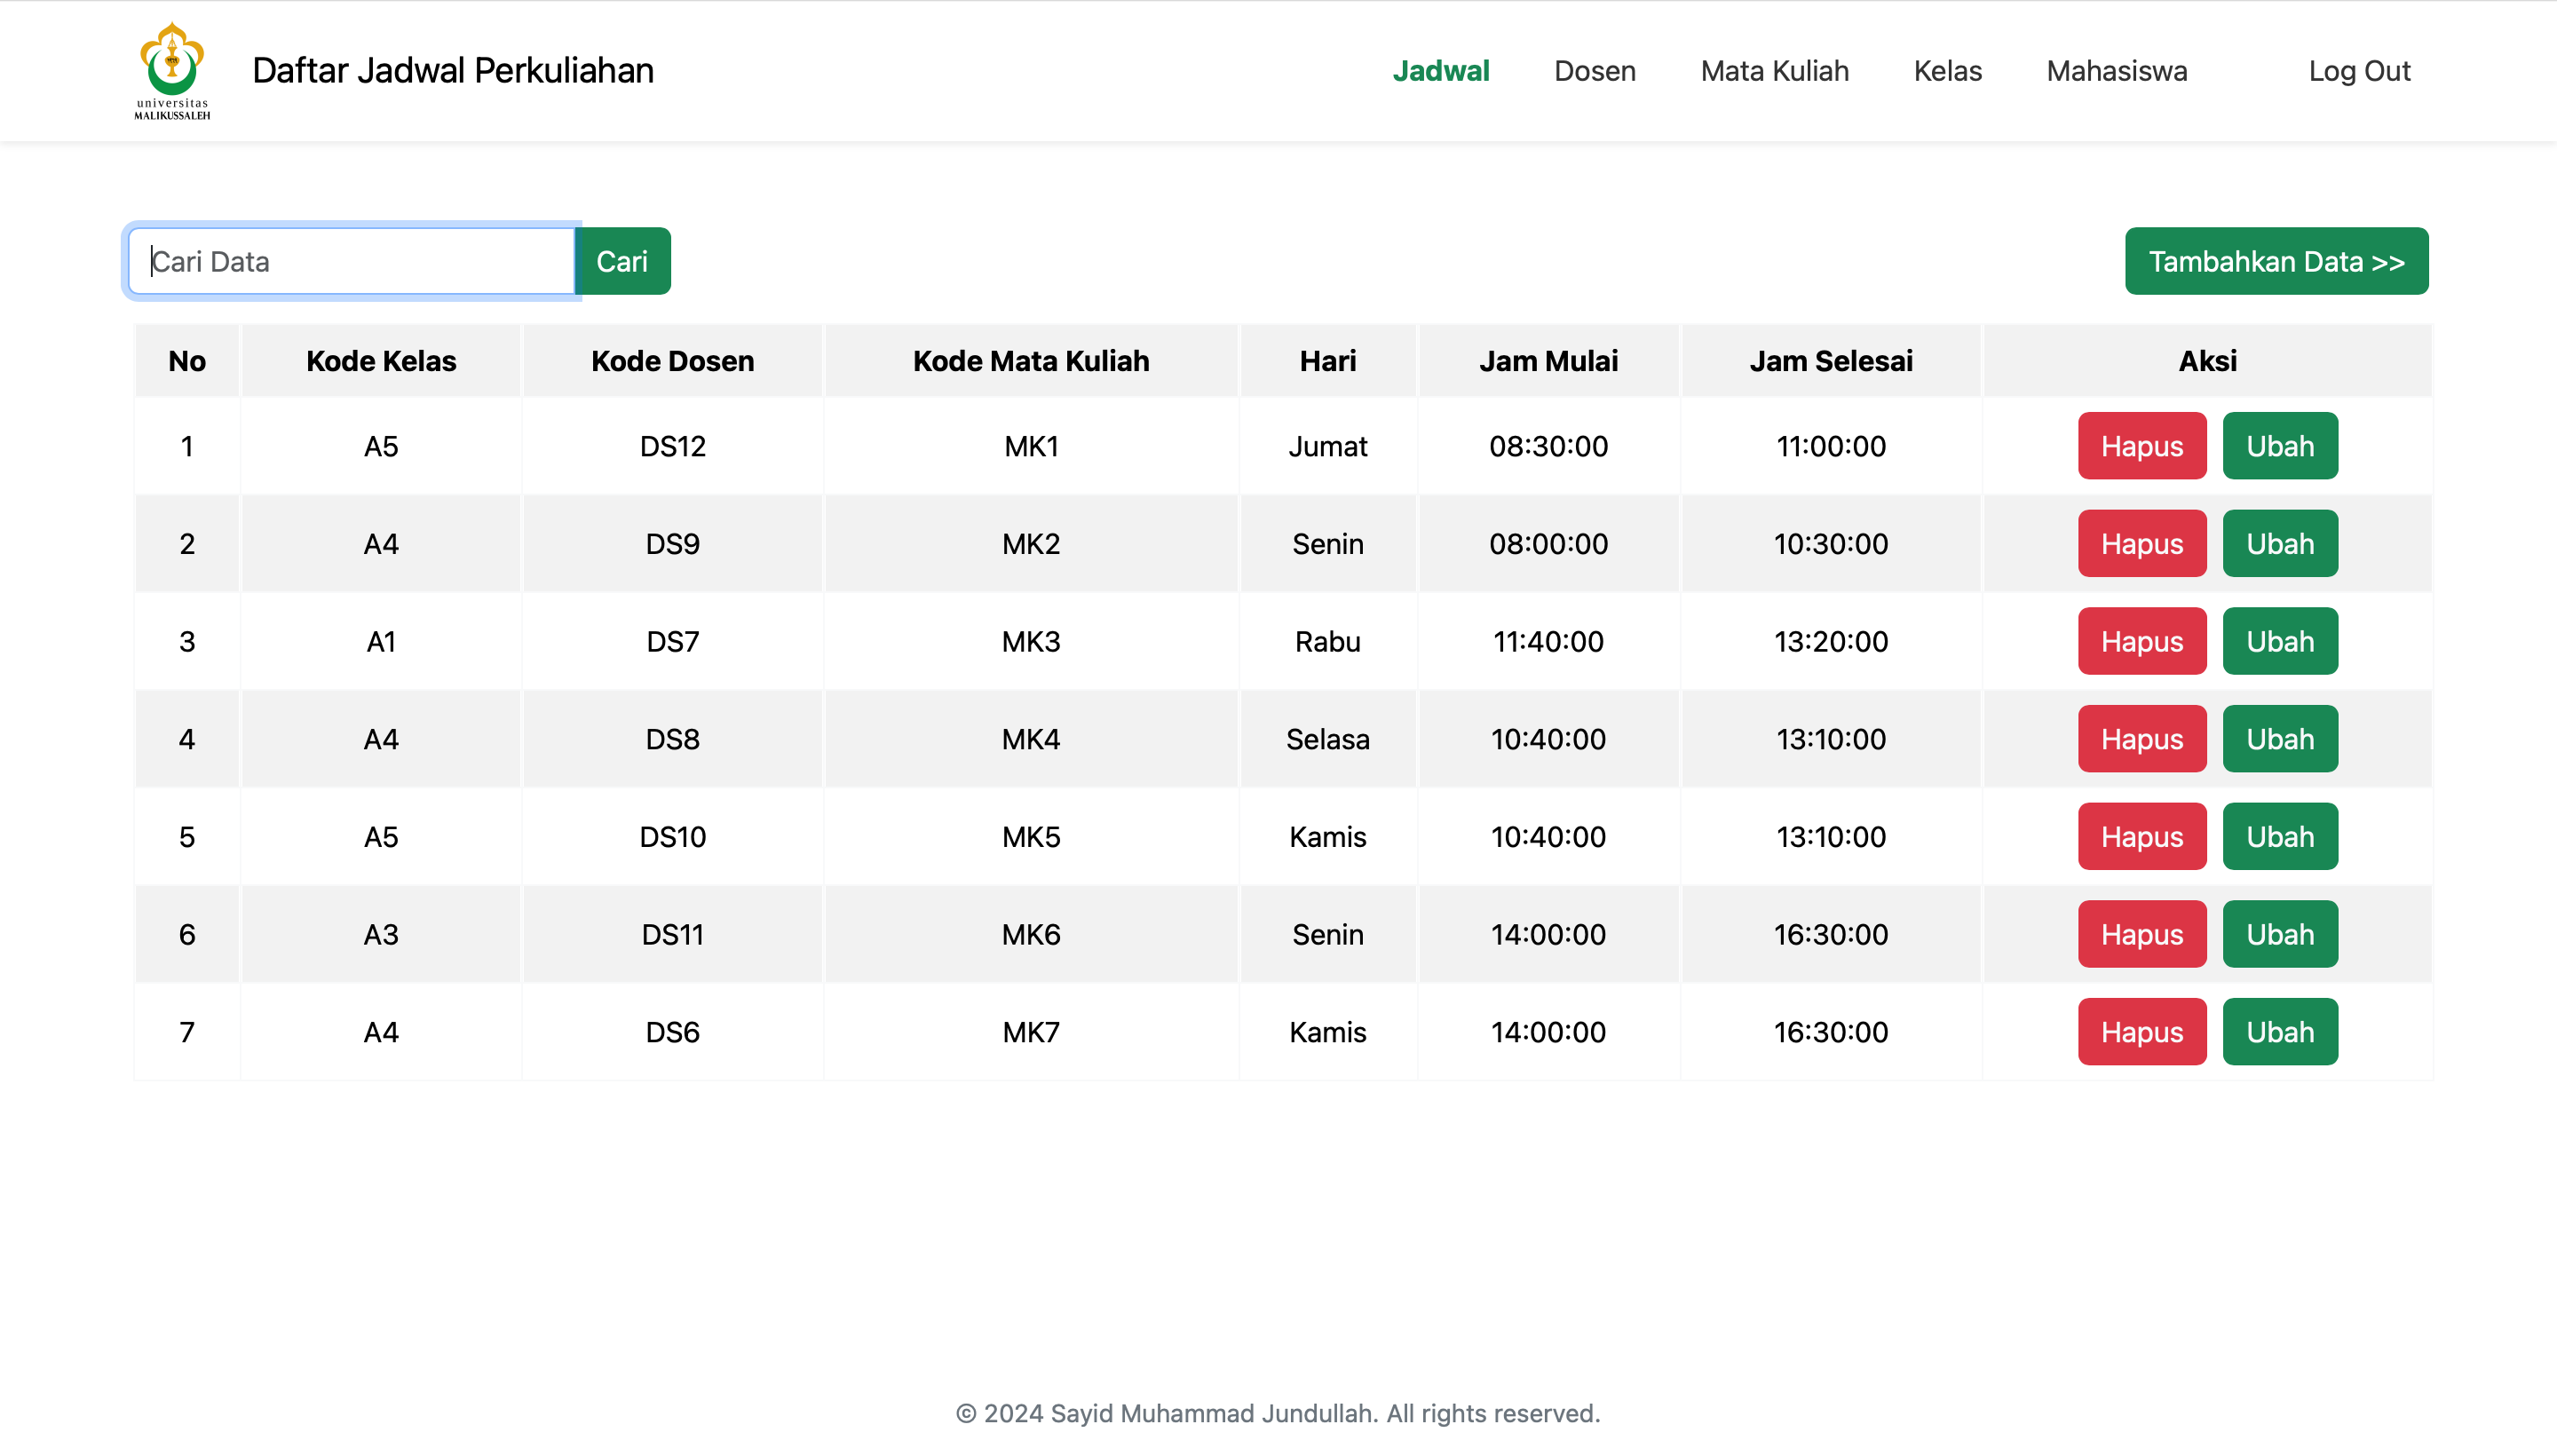 universitas
MALIKUSSALEH
Daftar Jadwal Perkuliahan
Jadwal Dosen Mata Kuliah Kelas Mahasiswa Log Out
Cari Data Cari Tambahkan Data >>
No Kode Kelas Kode Dosen Kode Mata Kuliah Hari Jam Mulai Jam Selesai Aksi
1 A5 DS12 MK1 Jumat 08:30:00 11:00:00 Hapus Ubah
2 A4 DS9 MK2 Senin 08:00:00 10:30:00 Hapus Ubah
3 A1 DS7 MK3 Rabu 11:40:00 13:20:00 Hapus Ubah
4 A4 DS8 MK4 Selasa 10:40:00 13:10:00 Hapus Ubah
5 A5 DS10 MK5 Kamis 10:40:00 13:10:00 Hapus Ubah
6 A3 DS11 MK6 Senin 14:00:00 16:30:00 Hapus Ubah
7 A4 DS6 MK7 Kamis 14:00:00 16:30:00 Hapus Ubah
© 2024 Sayid Muhammad Jundullah. All rights reserved.